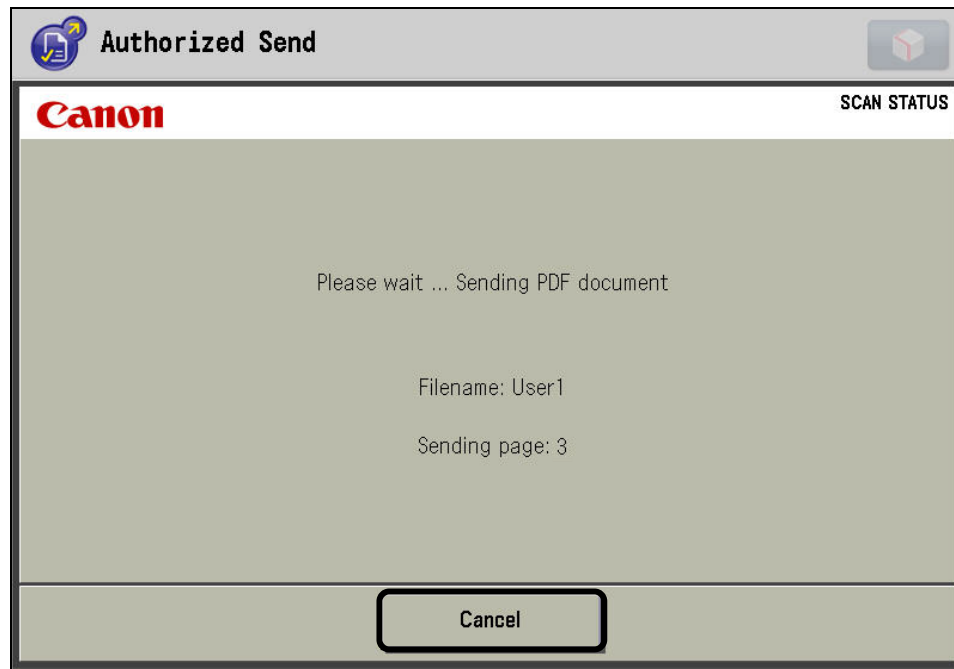 Authorized Send
Canon
SCAN STATUS
Please wait ... Sending PDF document
Filename: User1
Sending page: 3
Cancel